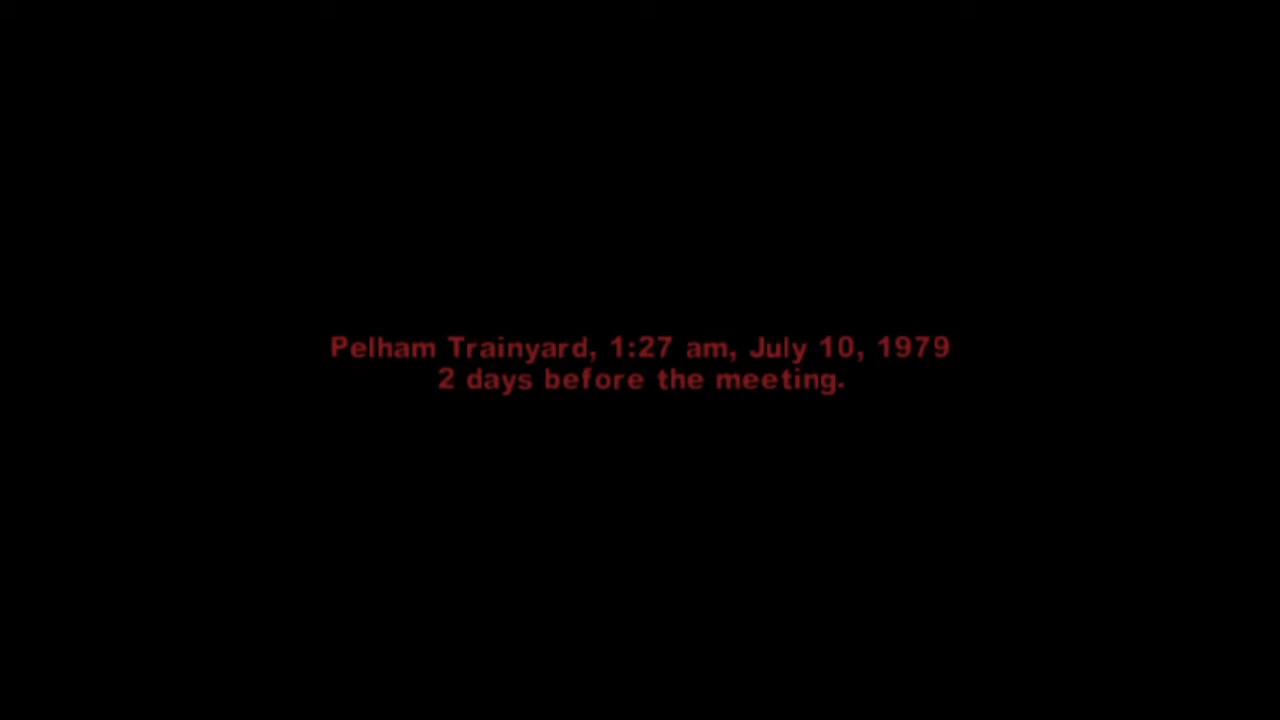 Pelham Trainyard, 1:27 am, July 10, 1979
2 days before the meeting.